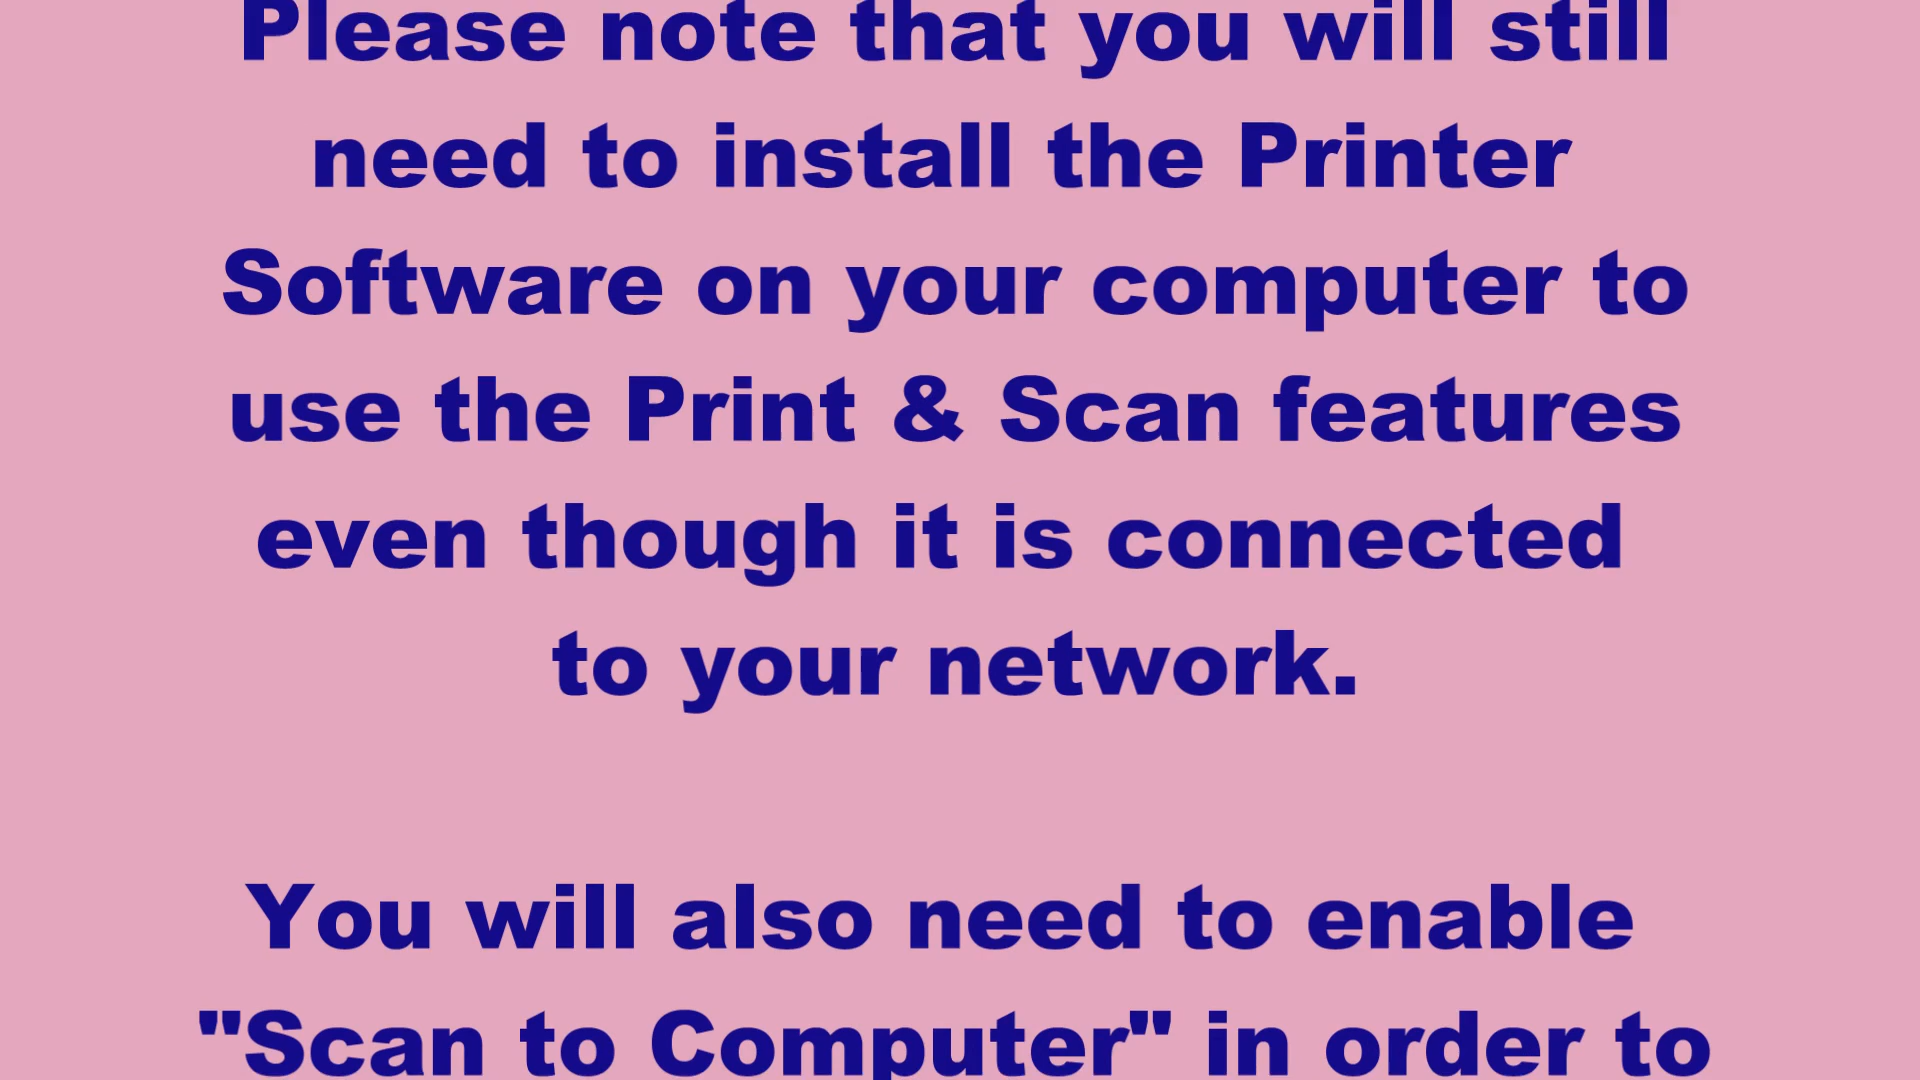 Please note that you will still
need to install the Printer
Software on your computer to
use the Print & Scan features
even though it is connected
to your network.
You will also need to enable
"Scan to Computer" in order to